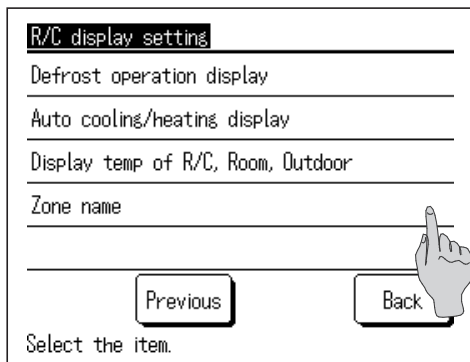 R/C display setting
Defrost operation display
Auto cooling/heating display
Display temp of R/C, Room, Outdoor
Zone name
Previous Back
Select the item.